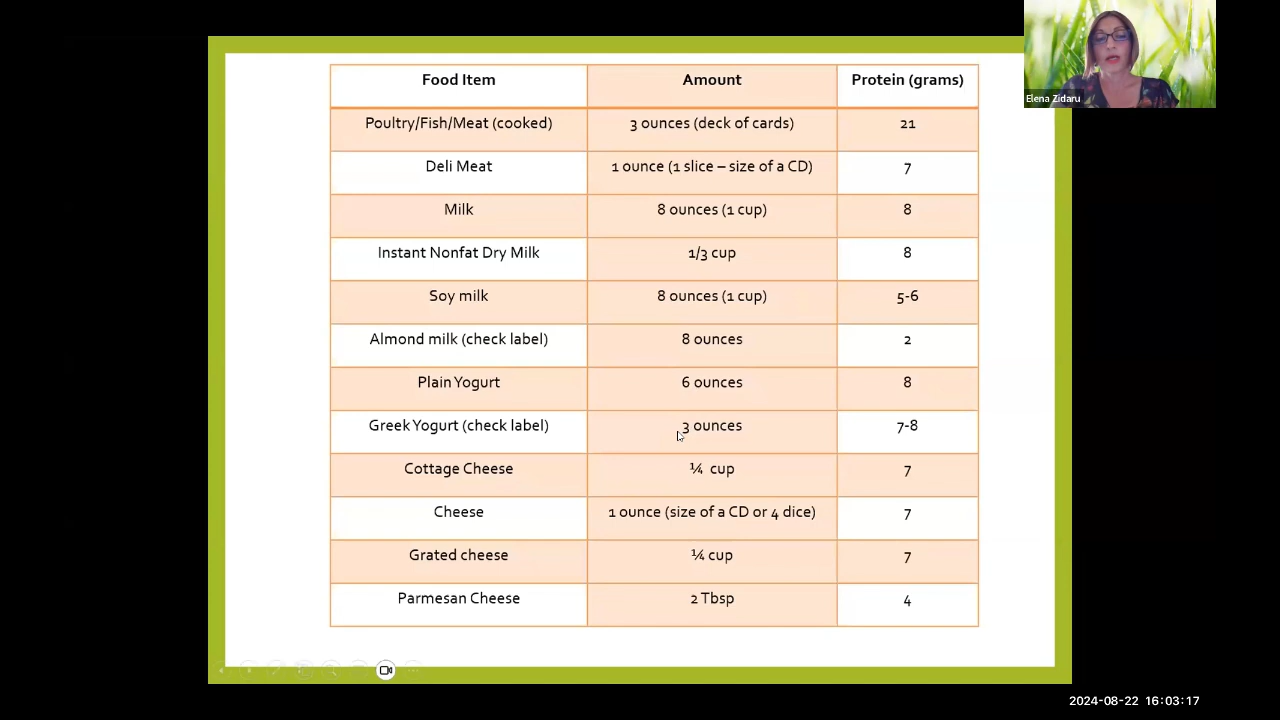 Food Item Amount Protein (grams)
Poultry/Fish/Meat (cooked) 3 ounces (deck of cards) 21
Deli Meat 1 ounce (1 slice – size of a CD) 7
Milk 8 ounces (1 cup) 8
Instant Nonfat Dry Milk 1/3 cup 8
Soy milk 8 ounces (1 cup) 5-6
Almond milk (check label) 8 ounces 2
Plain Yogurt 6 ounces 8
Greek Yogurt (check label) 3 ounces 7-8
Cottage Cheese ¼ cup 7
Cheese 1 ounce (size of a CD or 4 dice) 7
Grated cheese ¼ cup 7
Parmesan Cheese 2 Tbsp 4
Elena Zidaru
2024-08-22 16:03:17